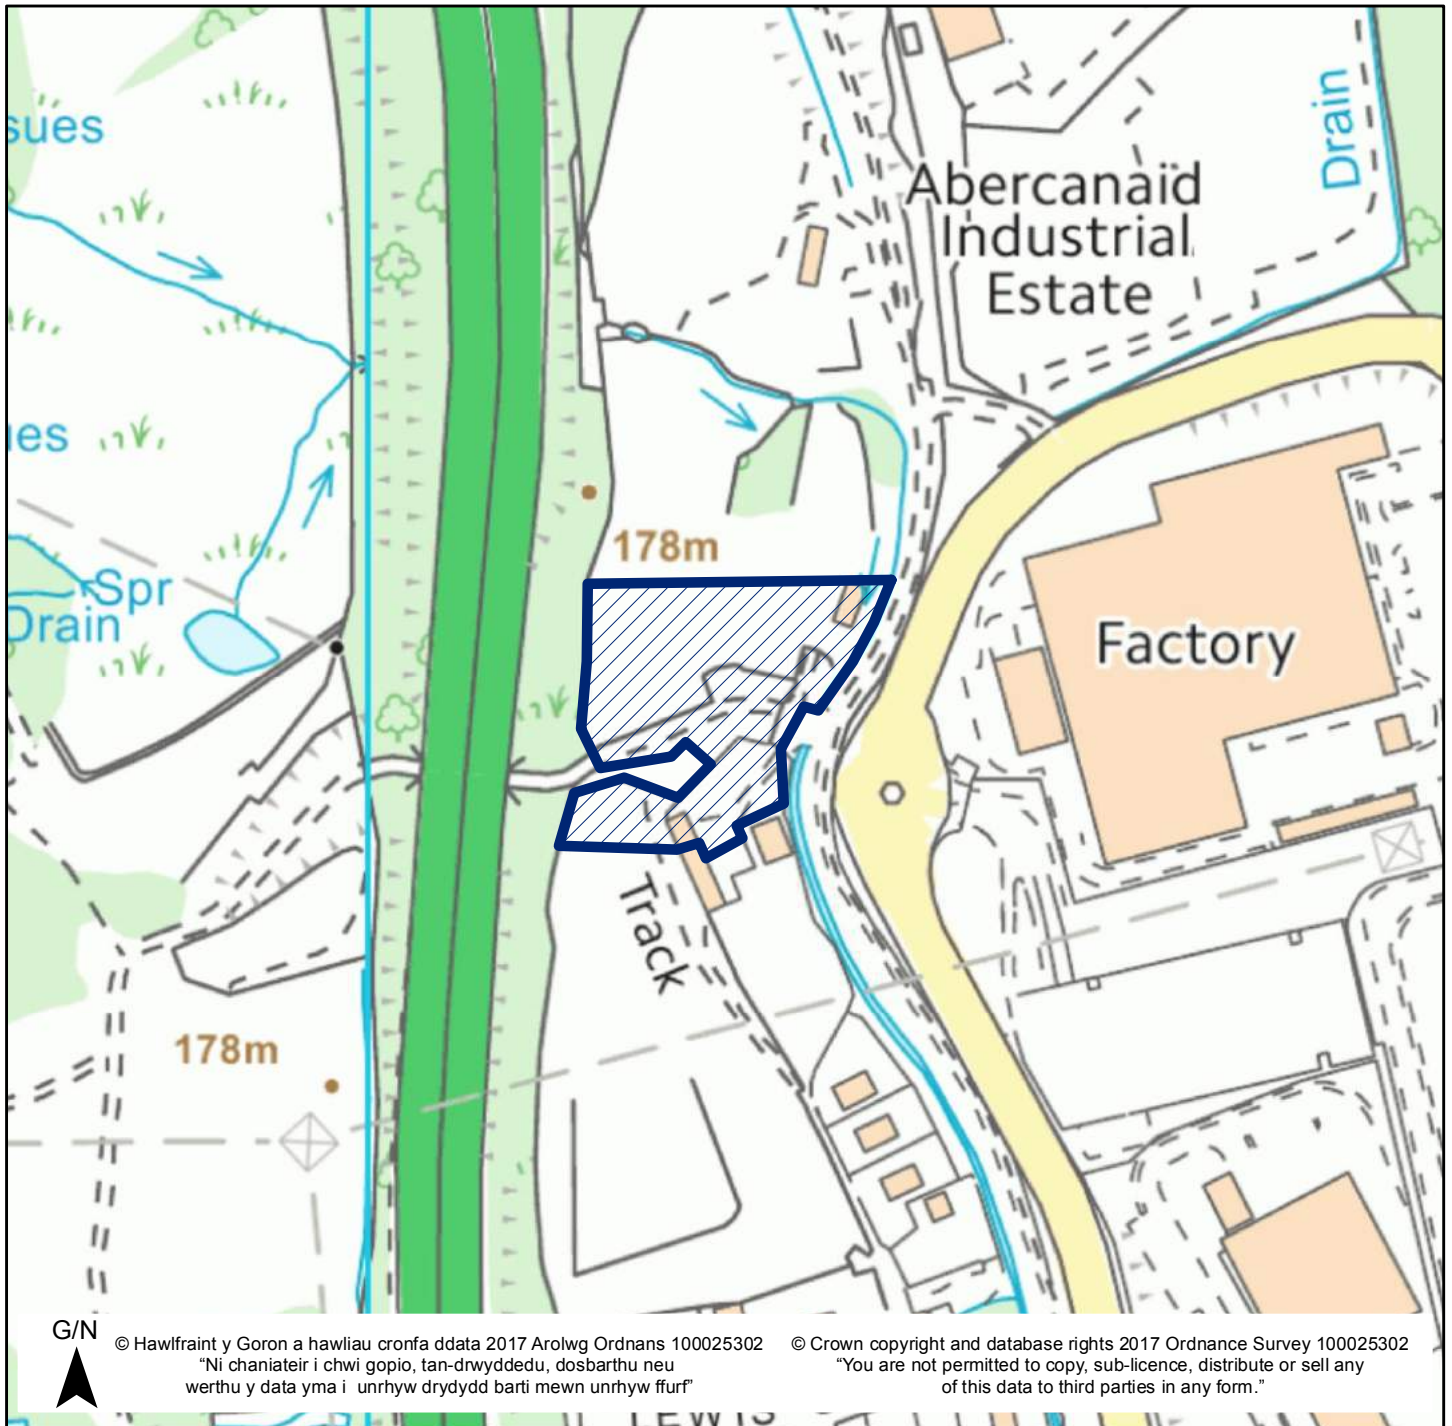 sues
Abercanaid
Industrial
Estate
Drain
ues
178m
Spr
Drain
Factory
Track
178m
G/N
© Hawlfraint y Goron a hawliau cronfa ddata 2017 Arolwg Ordnans 100025302
“Ni chaniateir i chwi gopio, tan-drwyddedu, dosbarthu neu
werthu y data yma i unrhyw drydydd barti mewn unrhyw ffurf”
© Crown copyright and database rights 2017 Ordnance Survey 100025302
“You are not permitted to copy, sub-licence, distribute or sell any
of this data to third parties in any form.”
LEWIS